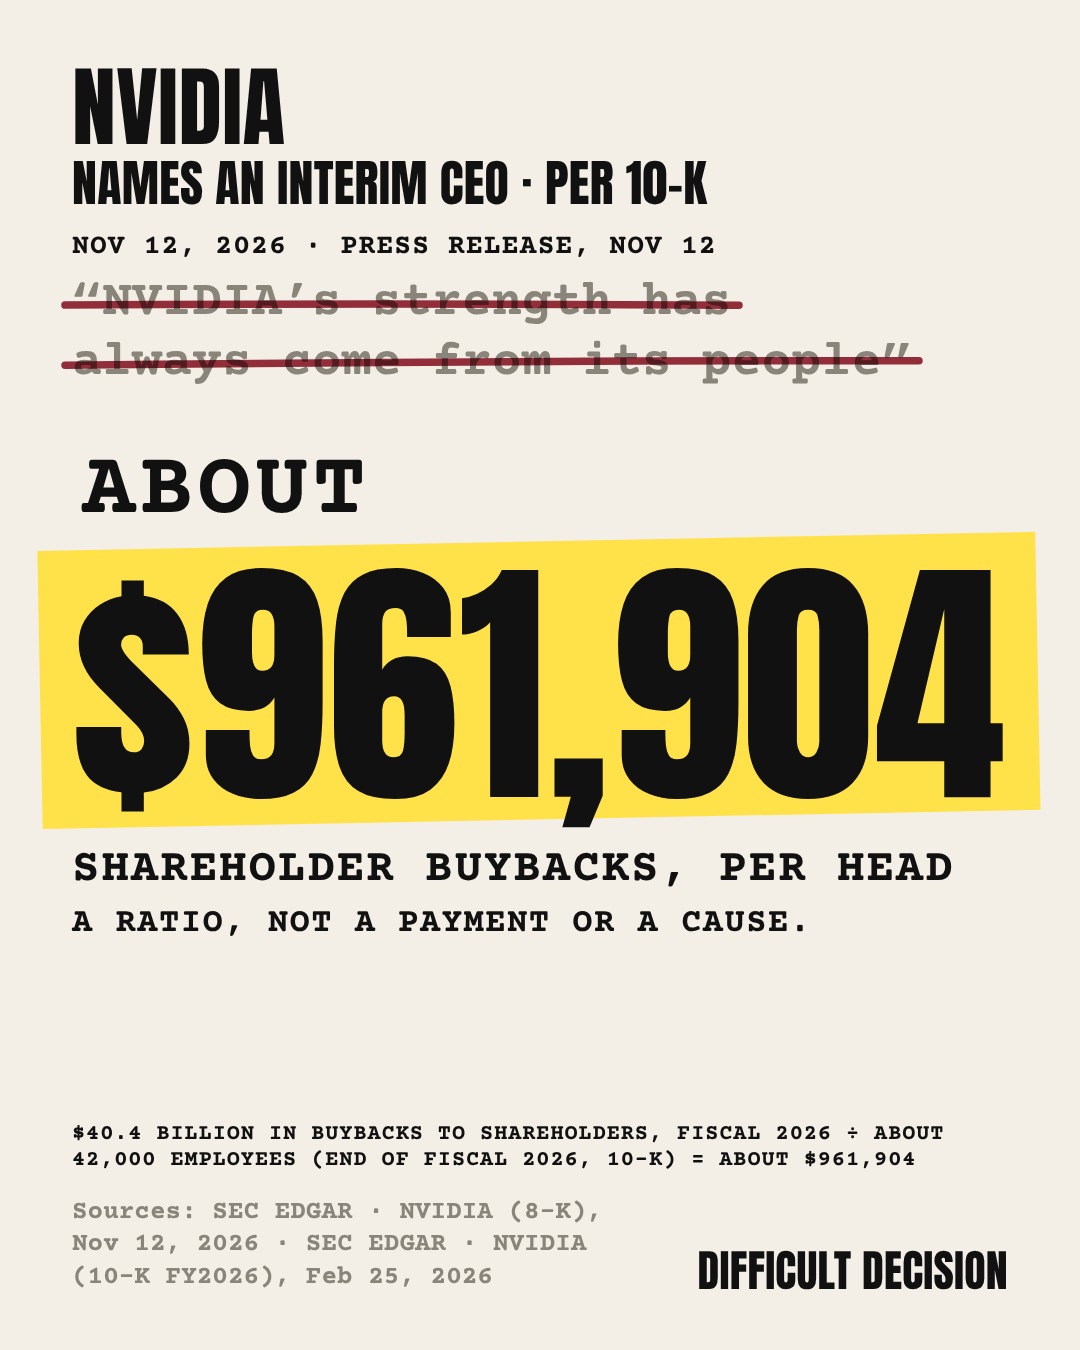 NVIDIA
NAMES AN INTERIM CEO · PER 10-K
NOV 12, 2026 · PRESS RELEASE, NOV 12
“NVIDIA’s strength has
always come from its people”
ABOUT
$961,904
SHAREHOLDER BUYBACKS, PER HEAD
A RATIO, NOT A PAYMENT OR A CAUSE.
$40.4 BILLION IN BUYBACKS TO SHAREHOLDERS, FISCAL 2026 ÷ ABOUT
42,000 EMPLOYEES (END OF FISCAL 2026, 10-K) = ABOUT $961,904
Sources: SEC EDGAR · NVIDIA (8-K),
Nov 12, 2026 · SEC EDGAR · NVIDIA
(10-K FY2026), Feb 25, 2026
DIFFICULT DECISION